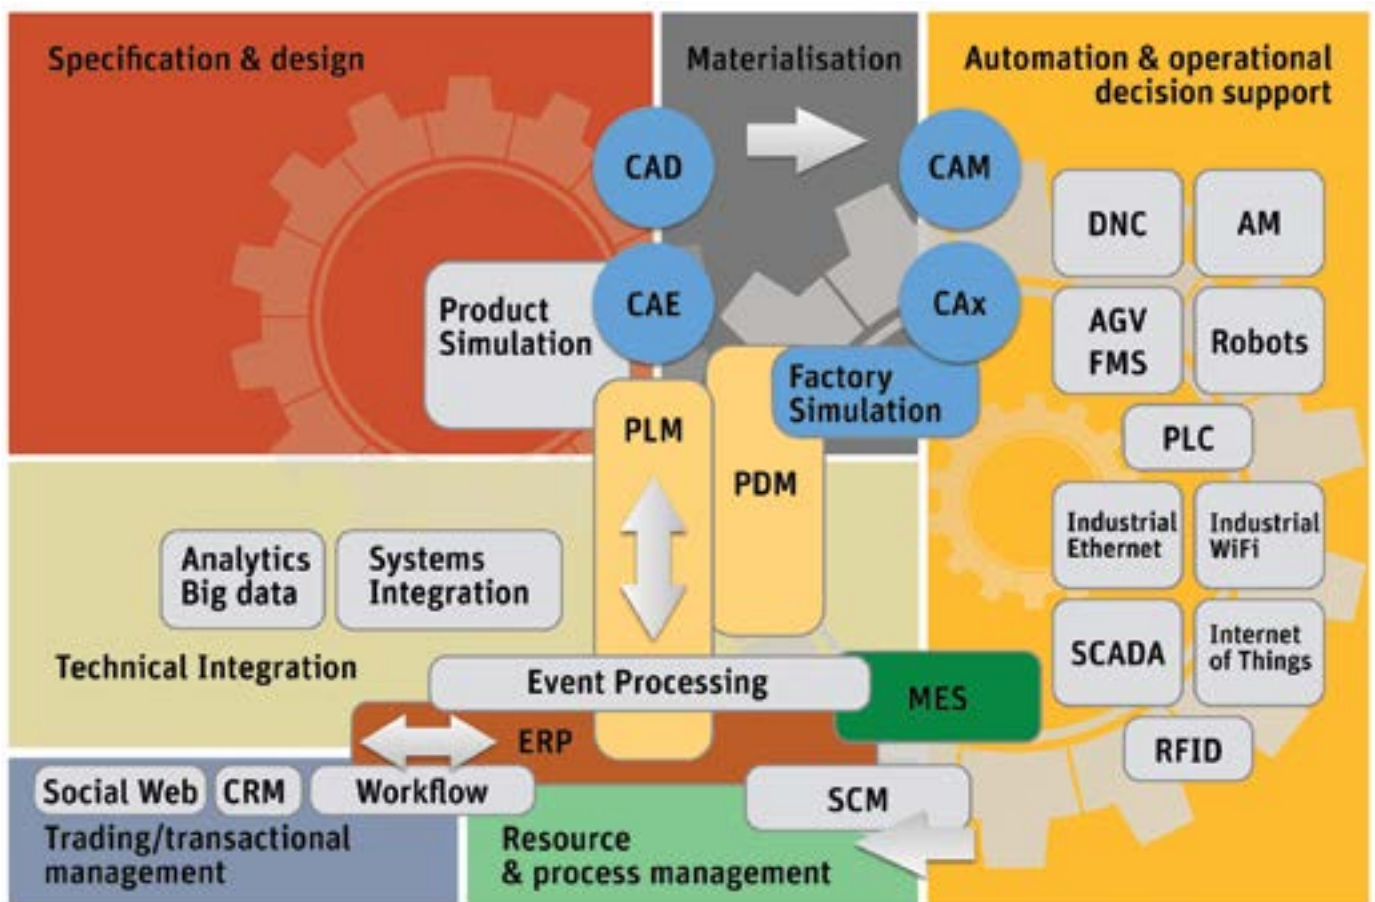 Specification & design
Materialisation
Automation & operational
decision support
CAD
CAM
DNC
AM
Product
Simulation
CAE
CAx
AGV
FMS
Robots
Factory
Simulation
PLM
PDM
PLC
Industrial
Ethernet
Industrial
WiFi
Analytics
Big data
Systems
Integration
SCADA
Internet
of Things
Technical Integration
Event Processing
MES
ERP
RFID
Social Web
CRM
Workflow
SCM
Trading/transactional
management
Resource
& process management